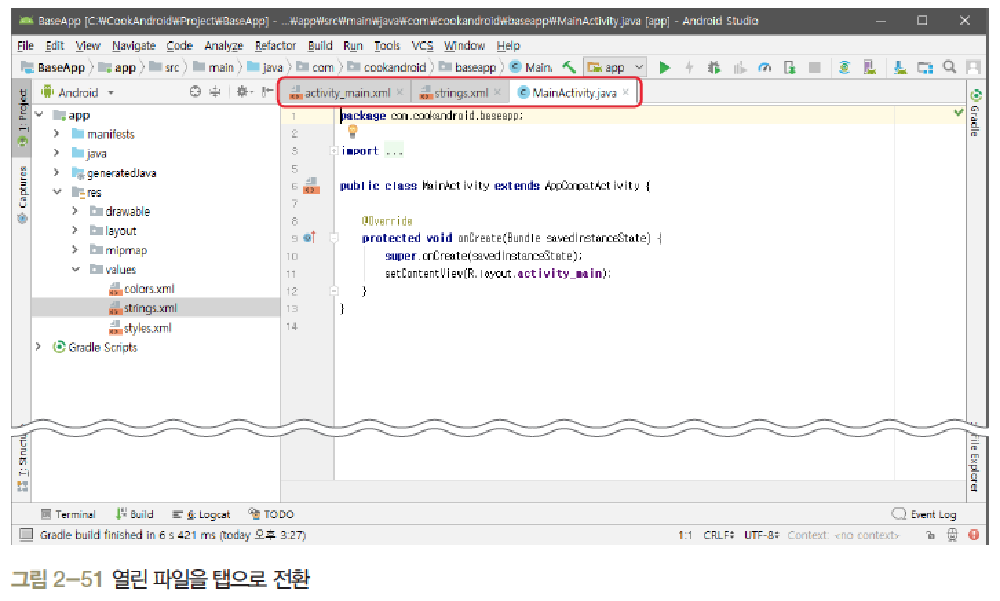 BaseApp [C:₩CookAndroid₩Project₩BaseApp] - ...₩app₩src₩main₩java₩com₩cookandroid₩baseapp₩MainActivity.java [app] - Android Studio
File Edit View Navigate Code Analyze Refactor Build Run Tools VCS Window Help
BaseApp app src main java com cookandroid baseapp Main. app
1: Project
Captures
Android
activity_main.xml strings.xml MainActivity.java
Gradle
app
manifests
java
generatedJava
res
drawable
layout
mipmap
values
colors.xml
strings.xml
styles.xml
Gradle Scripts
1 package com.cookandroid.baseapp;
2
3 import ...
5
6 public class MainActivity extends AppCompatActivity {
7
8 @Override
9 protected void onCreate(Bundle savedInstanceState) {
10 super.onCreate(savedInstanceState);
11 setContentView(R.layout.activity_main);
12 }
13 }
14
File Explorer
Terminal Build 6: Logcat TODO Event Log
Gradle build finished in 6 s 421 ms (today 오후 3:27) 1:1 CRLF UTF-8 Context: <no context>
그림 2-51 열린 파일을 탭으로 전환